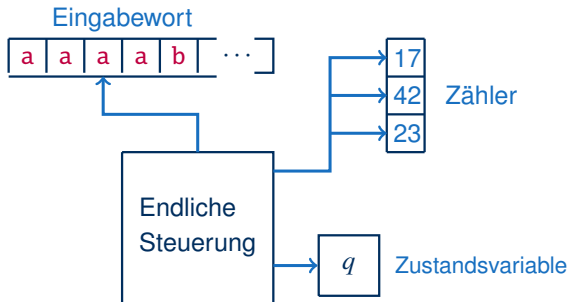 Eingabewort
a a a a b ...
17
42
23
Zähler
Endliche
Steuerung
q
Zustandsvariable